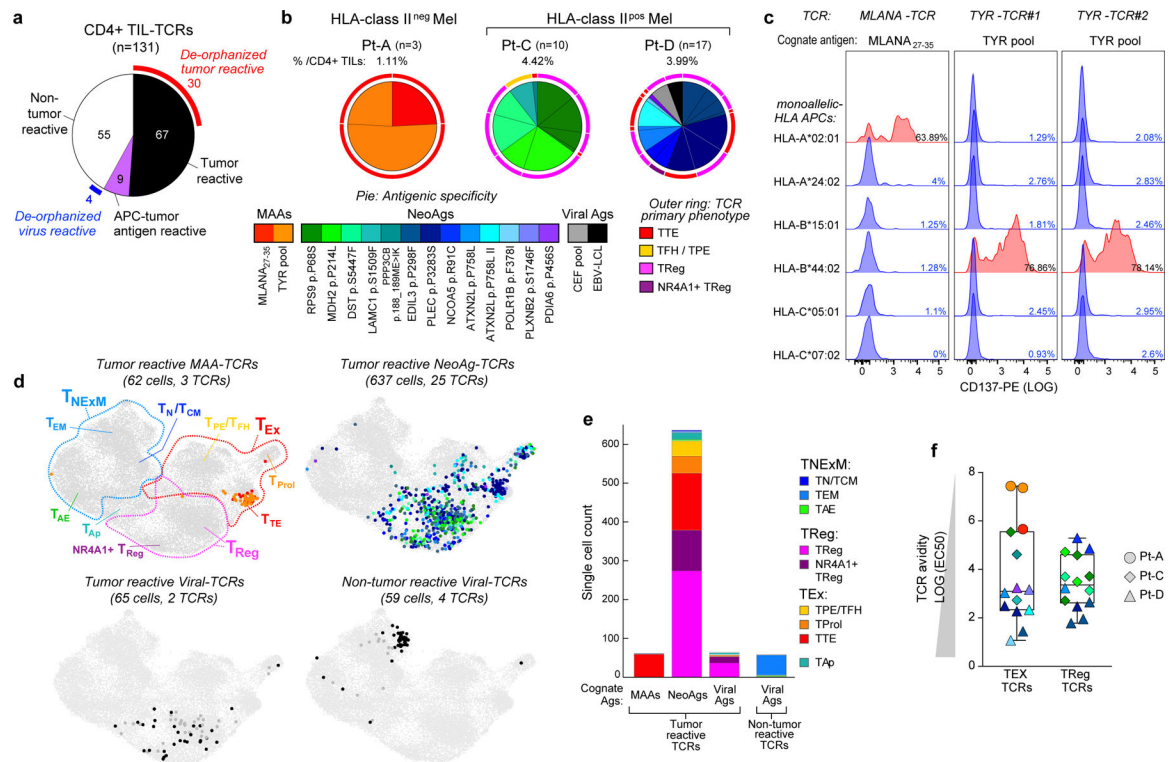 a
CD4+ TIL-TCRs
(n=131)
De-orphanized
tumor reactive
30
Non-
tumor
reactive
55
67
9
Tumor
reactive
4
De-orphanized
virus reactive
APC-tumor
antigen reactive
b
HLA-class II neg Mel
HLA-class II pos Mel
Pt-A (n=3)
Pt-C (n=10)
Pt-D (n=17)
% /CD4+ TILs:
1.11%
4.42%
3.99%
Pie: Antigenic specificity
MAAs
NeoAgs
Viral Ags
MLANA27-35
TYR pool
RPS9 p.P68S
MDH2 p.P214L
DST p.S5447F
LAMC1 p.S1509F
PPP3CB
p.188_189ME>IK
EDIL3 p.P298F
PLEC p.P3283S
NCOA5 p.R91C
ATXN2L p.P758L
ATXN2L p.P758L II
POLR1B p.F378I
PLXNB2 p.S1746F
PDIA6 p.P456S
CEF pool
EBV-LCL
Outer ring: TCR
primary phenotype
TTE
TFH / TPE
TReg
NR4A1+ TReg
c
TCR:
MLANA -TCR
TYR -TCR#1
TYR -TCR#2
Cognate antigen:
MLANA27-35
TYR pool
TYR pool
monoallelic-
HLA APCs:
HLA-A*02:01
63.89%
1.29%
2.08%
HLA-A*24:02
4%
2.76%
2.83%
HLA-B*15:01
1.25%
1.81%
2.46%
HLA-B*44:02
1.28%
76.86%
78.14%
HLA-C*05:01
1.1%
2.45%
2.95%
HLA-C*07:02
0%
0.93%
2.6%
0 3 4 5
0 3 4 5
0 3 4 5
CD137-PE (LOG)
d
Tumor reactive MAA-TCRs
(62 cells, 3 TCRs)
TNExM
TEM
TN/TCM
TPE/TFH
TEx
TProl
TTE
TAE
TAp
NR4A1+ TReg
TReg
Tumor reactive NeoAg-TCRs
(637 cells, 25 TCRs)
Tumor reactive Viral-TCRs
(65 cells, 2 TCRs)
Non-tumor reactive Viral-TCRs
(59 cells, 4 TCRs)
e
Single cell count
600
500
400
300
200
100
0
Cognate
Ags:
MAAs
NeoAgs
Viral
Ags
Viral
Ags
Tumor
reactive
TCRs
Non-tumor
reactive
TCRs
TNExM:
TN/TCM
TEM
TAE
TReg:
TReg
NR4A1+
TReg
TEx:
TPE/TFH
TProl
TTE
TAp
f
TCR avidity
LOG (EC50)
8
6
4
2
0
TEX
TCRs
TReg
TCRs
Pt-A
Pt-C
Pt-D